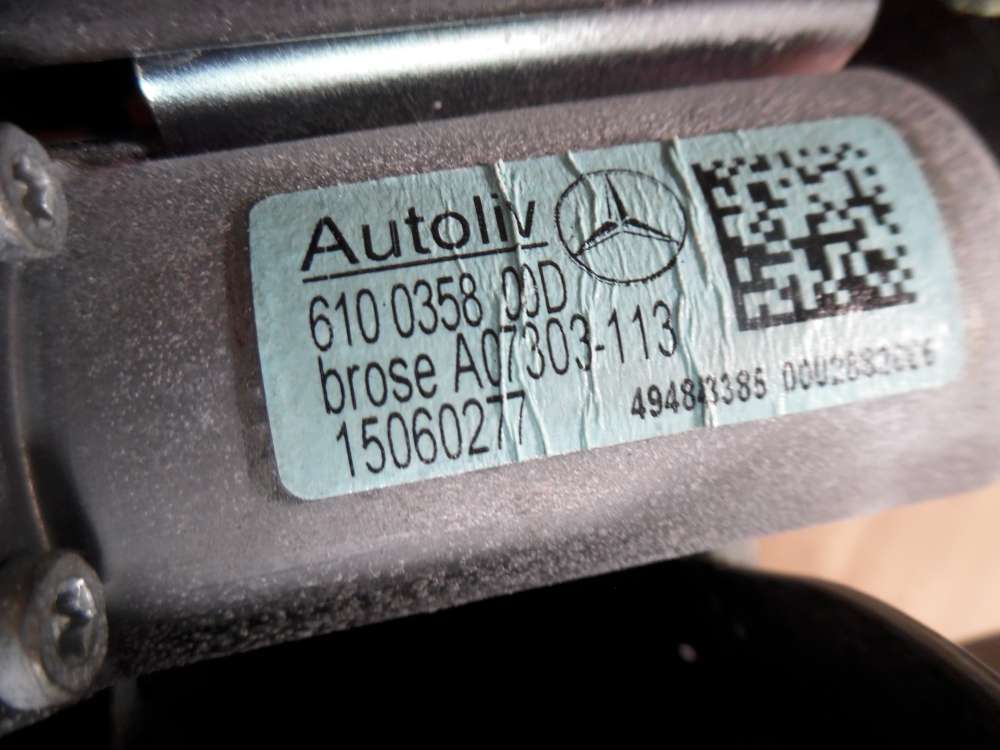 Autoliv
610 0358 00D
brose A07303-113
15060277